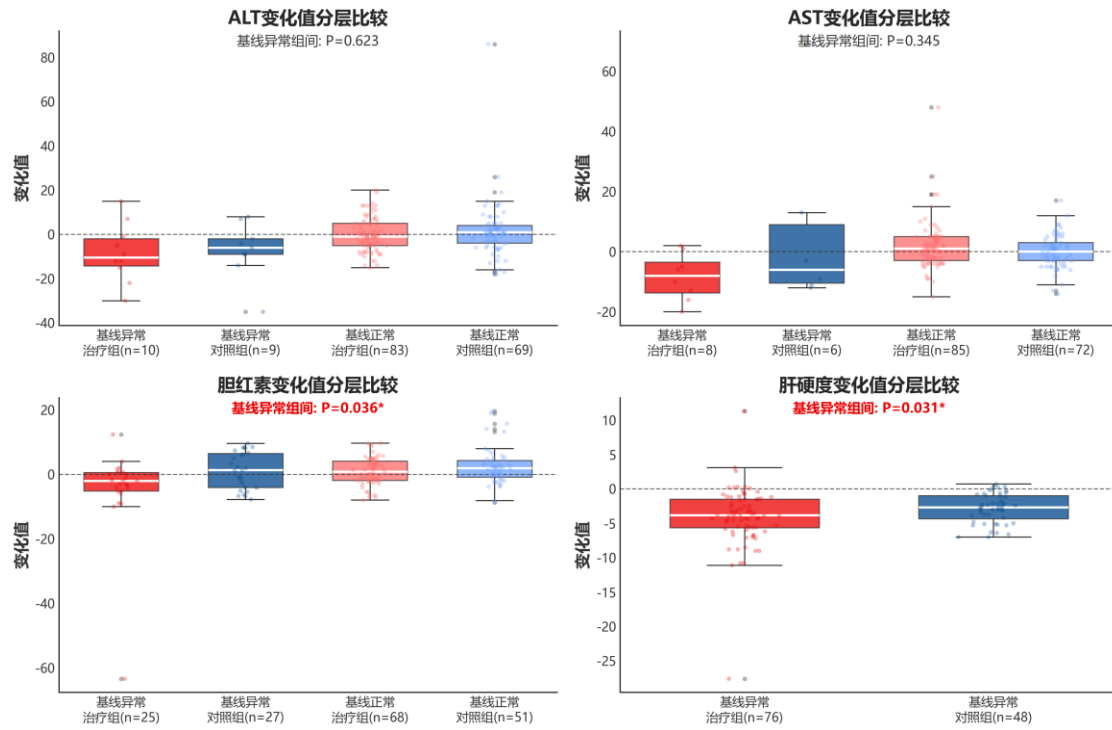 ALT变化值分层比较
基线异常组间: P=0.623
变化值
80
60
40
20
0
-20
-40
基线异常
治疗组(n=10)
基线异常
对照组(n=9)
基线正常
治疗组(n=83)
基线正常
对照组(n=69)
AST变化值分层比较
基线异常组间: P=0.345
变化值
60
40
20
0
-20
基线异常
治疗组(n=8)
基线异常
对照组(n=6)
基线正常
治疗组(n=85)
基线正常
对照组(n=72)
胆红素变化值分层比较
基线异常组间: P=0.036*
变化值
20
0
-20
-40
-60
基线异常
治疗组(n=25)
基线异常
对照组(n=27)
基线正常
治疗组(n=68)
基线正常
对照组(n=51)
肝硬度变化值分层比较
基线异常组间: P=0.031*
变化值
10
5
0
-5
-10
-15
-20
-25
基线异常
治疗组(n=76)
基线异常
对照组(n=48)